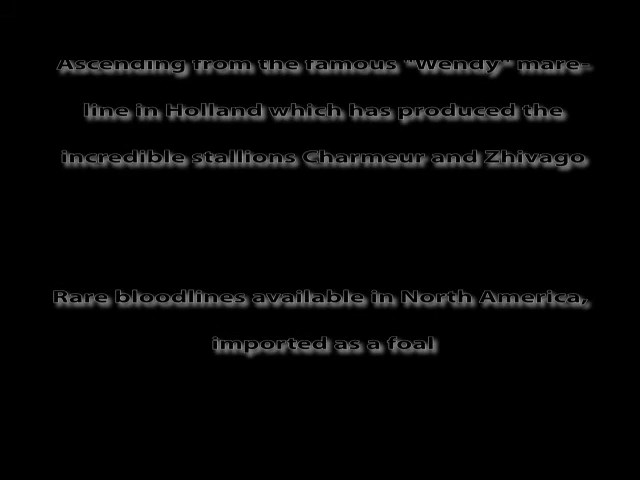 Ascending from the famous "Wendy" mare-
line in Holland which has produced the
incredible stallions Charmeur and Zhivago
Rare bloodlines available in North America,
imported as a foal